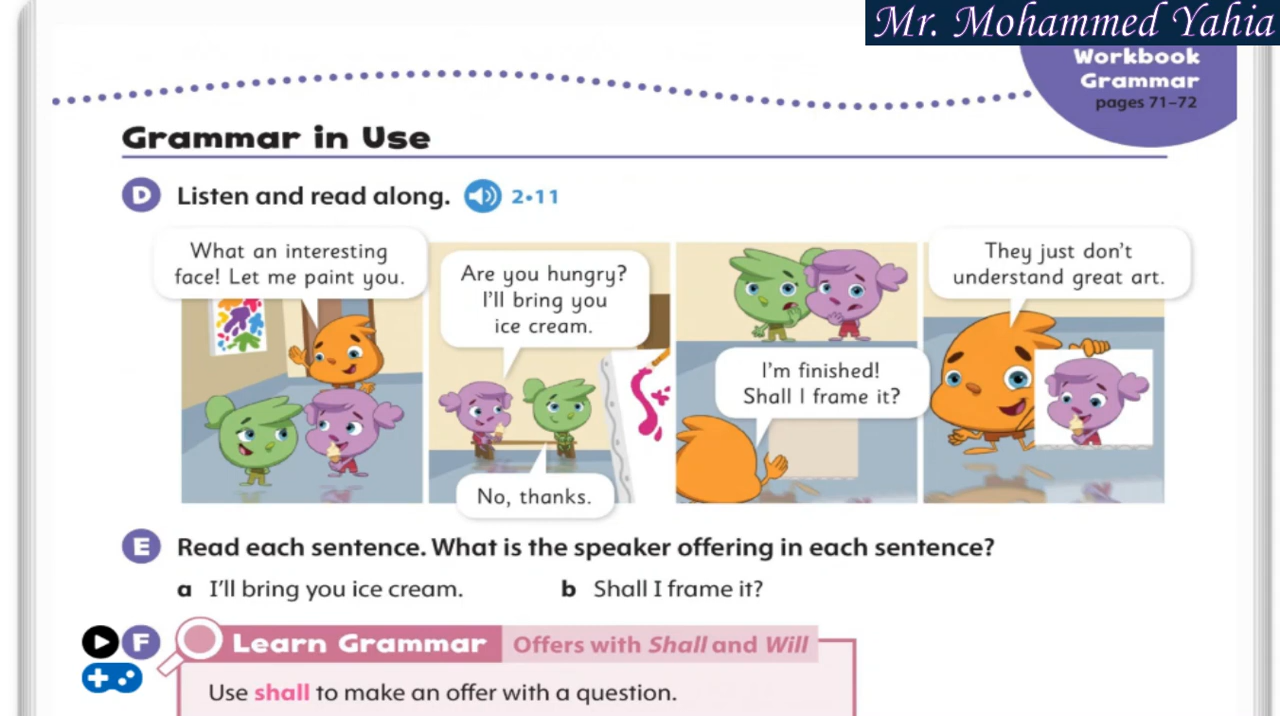 Mr. Mohammed Yahia
Workbook
Grammar
pages 71–72
Grammar in Use
D Listen and read along. 2•11
What an interesting
face! Let me paint you.
Are you hungry?
I'll bring you
ice cream.
No, thanks.
I'm finished!
Shall I frame it?
They just don't
understand great art.
E Read each sentence. What is the speaker offering in each sentence?
a I'll bring you ice cream. b Shall I frame it?
F Learn Grammar Offers with Shall and Will
Use shall to make an offer with a question.